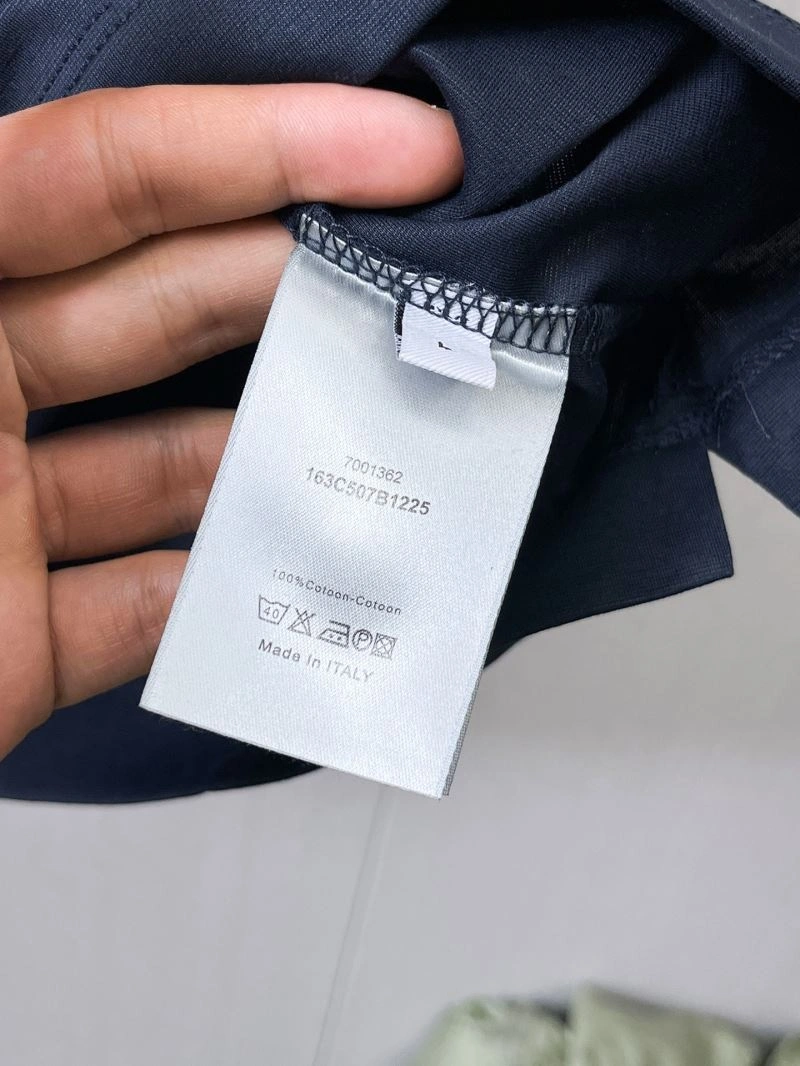 7001362
163C507B1225
100%Cotoon-Cotoon
40 P
Made In ITALY